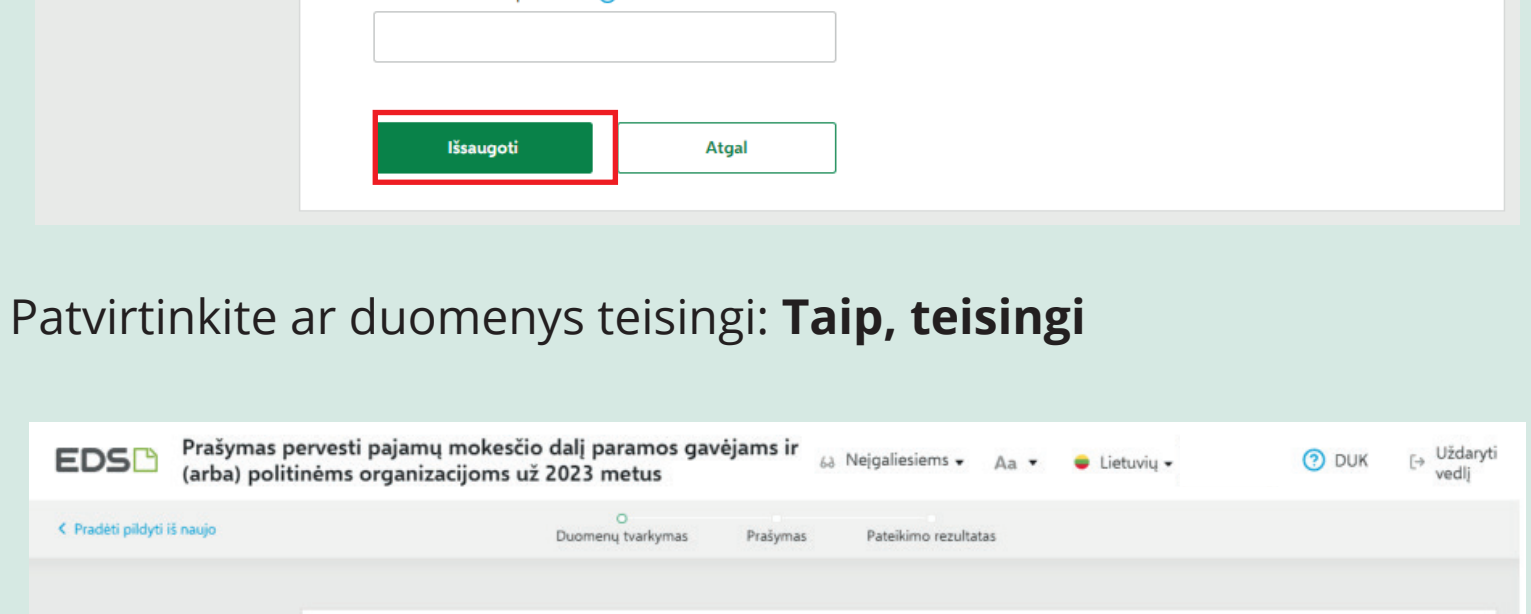 Išsaugoti
Atgal
Patvirtinkite ar duomenys teisingi: Taip, teisingi
EDS
Prašymas pervesti pajamų mokesčio dalį paramos gavėjams ir
(arba) politinėms organizacijoms už 2023 metus
Neįgaliesiems
Aa
Lietuvių
? DUK
Uždaryti
vedlį
Pradėti pildyti iš naujo
Duomenų tvarkymas
Prašymas
Pateikimo rezultatas